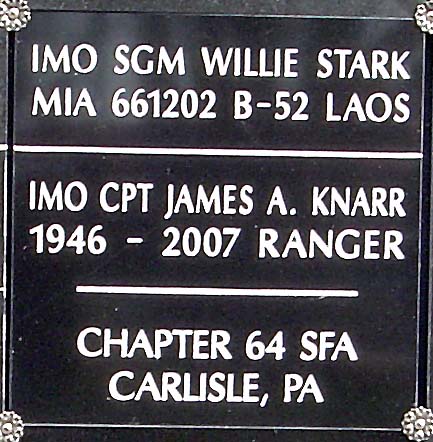 IMO SGM WILLIE STARK
MIA 661202 B-52 LAOS
IMO CPT JAMES A. KNARR
1946 - 2007 RANGER
CHAPTER 64 SFA
CARLISLE, PA